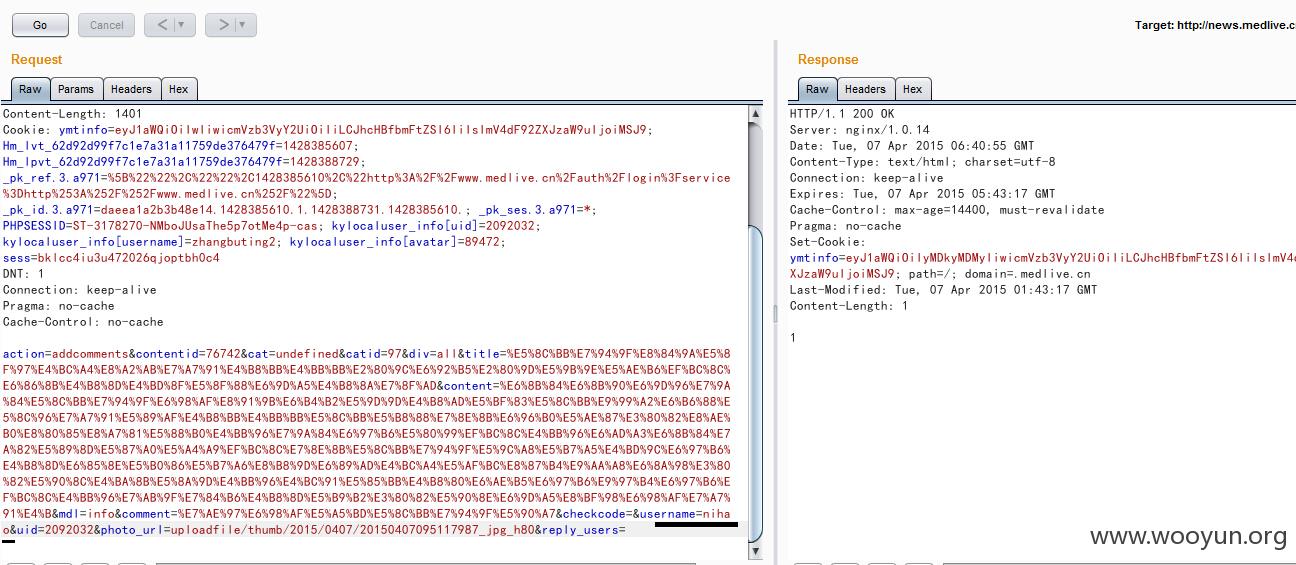 Go
Cancel
<
>
Target: http://news.medlive.c
Request
Response
Raw
Params
Headers
Hex
Raw
Headers
Hex
Content-Length: 1401
Cookie: ymtinfo=eyJ1aWQiOiIwIiwicmVzb3VyY2UiOiIiLCJhcHBfbmFtZSI6IiIsImV4dF92ZXJzaW9uIjoiMSJ9;
Hm_lvt_62d92d99f7c1e7a31a11759de376479f=1428385607;
Hm_lpvt_62d92d99f7c1e7a31a11759de376479f=1428388729;
_pk_ref.3.a971=%5B%22%22%2C%22%22%2C1428385610%2C%22http%3A%2F%2Fwww.medlive.cn%2Fauth%2Flogin%3Fservice
%3Dhttp%253A%252F%252Fwww.medlive.cn%252F%22%5D;
_pk_id.3.a971=daeea1a2b3b48e14.1428385610.1.1428388731.1428385610.; _pk_ses.3.a971=*;
PHPSESSID=ST-3178270-NMboJUsaThe5p7otMe4p-cas; kylocaluser_info[uid]=2092032;
kylocaluser_info[username]=zhangbuting2; kylocaluser_info[avatar]=89472;
sess=bklcc4iu3u472026qjoptbh0c4
DNT: 1
Connection: keep-alive
Pragma: no-cache
Cache-Control: no-cache
action=addcomments&contentid=76742&cat=undefined&catid=97&div=all&title=%E5%8C%BB%E7%94%9F%E8%84%9A%E5%8
F%97%E4%BC%A4%E8%A2%AB%E7%A7%91%E4%B8%BB%E4%BB%BB%E2%80%9C%E6%92%B5%E2%80%9D%E5%9B%9E%E5%AE%B6%EF%BC%8C%
E6%86%8B%E4%B8%8D%E4%BD%8F%E5%8F%88%E6%9D%A5%E4%B8%8A%E7%8F%AD&content=%E6%8B%84%E6%8B%90%E6%9D%96%E7%9A
%84%E5%8C%BB%E7%94%9F%E6%98%AF%E8%91%9B%E6%B4%B2%E5%9D%9D%E4%B8%AD%E5%BF%83%E5%8C%BB%E9%99%A2%E6%B6%88%E
5%8C%96%E7%A7%91%E5%89%AF%E4%B8%BB%E4%BB%BB%E5%8C%BB%E5%B8%88%E7%8E%8B%E6%96%B0%E5%AE%87%E3%80%82%E8%AE%
B0%E8%80%85%E8%A7%81%E5%88%B0%E4%BB%96%E7%9A%84%E6%97%B6%E5%80%99%EF%BC%8C%E4%BB%96%E6%AD%A3%E6%8B%84%E7
%82%E5%89%8D%E5%87%A0%E5%A4%A9%EF%BC%8C%E7%8E%8B%E5%8C%BB%E7%94%9F%E5%9C%A8%E5%B7%A5%E4%BD%9C%E6%97%B6%
E4%B8%8D%E6%85%8E%E5%B0%86%E5%B7%A6%E8%B8%9D%E6%89%AD%E4%BC%A4%E5%AF%BC%E8%87%B4%E9%AA%A8%E6%8A%98%E3%80
%82%E5%90%8C%E4%BA%8B%E5%8A%9D%E4%BB%96%E4%BC%91%E5%85%BB%E4%B8%80%E6%AE%B5%E6%97%B6%E9%97%B4%E6%97%B6%E
F%BC%8C%E4%BB%96%E7%AB%9F%E7%84%B6%E4%B8%8D%E5%B9%B2%E3%80%82%E5%90%8E%E6%9D%A5%E8%BF%98%E6%98%AF%E7%A7%
91%E4%B&mdl=info&comment=%E7%AE%97%E6%98%AF%E5%A5%BD%E5%8C%BB%E7%94%9F%E5%90%A7&checkcode=&username=niha
o&uid=2092032&photo_url=uploadfile/thumb/2015/0407/20150407095117987_jpg_h80&reply_users=
HTTP/1.1 200 OK
Server: nginx/1.0.14
Date: Tue, 07 Apr 2015 06:40:55 GMT
Content-Type: text/html; charset=utf-8
Connection: keep-alive
Expires: Tue, 07 Apr 2015 05:43:17 GMT
Cache-Control: max-age=14400, must-revalidate
Pragma: no-cache
Set-Cookie:
ymtinfo=eyJ1aWQiOiIyMDkyMDMyIiwicmVzb3VyY2UiOiIiLCJhcHBfbmFtZSI6IiIsImV4d
XJzaW9uIjoiMSJ9; path=/; domain=.medlive.cn
Last-Modified: Tue, 07 Apr 2015 01:43:17 GMT
Content-Length: 1
1
www.wooyun.org